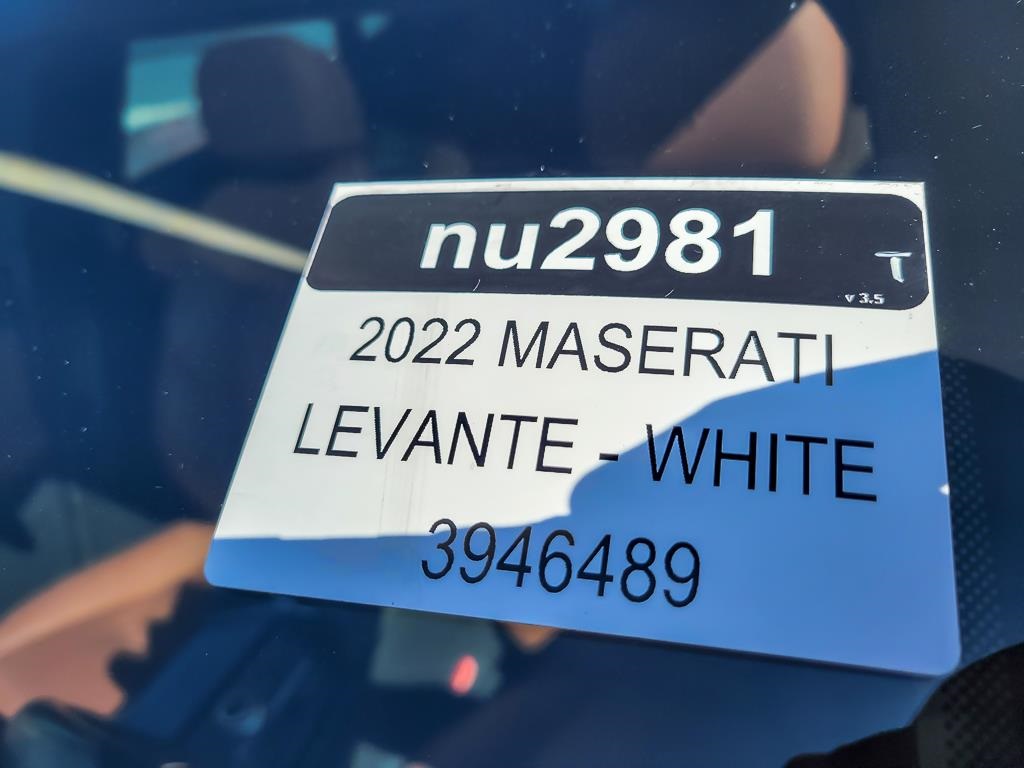 nu2981
T
v 3.5
2022 MASERATI
LEVANTE - WHITE
3946489